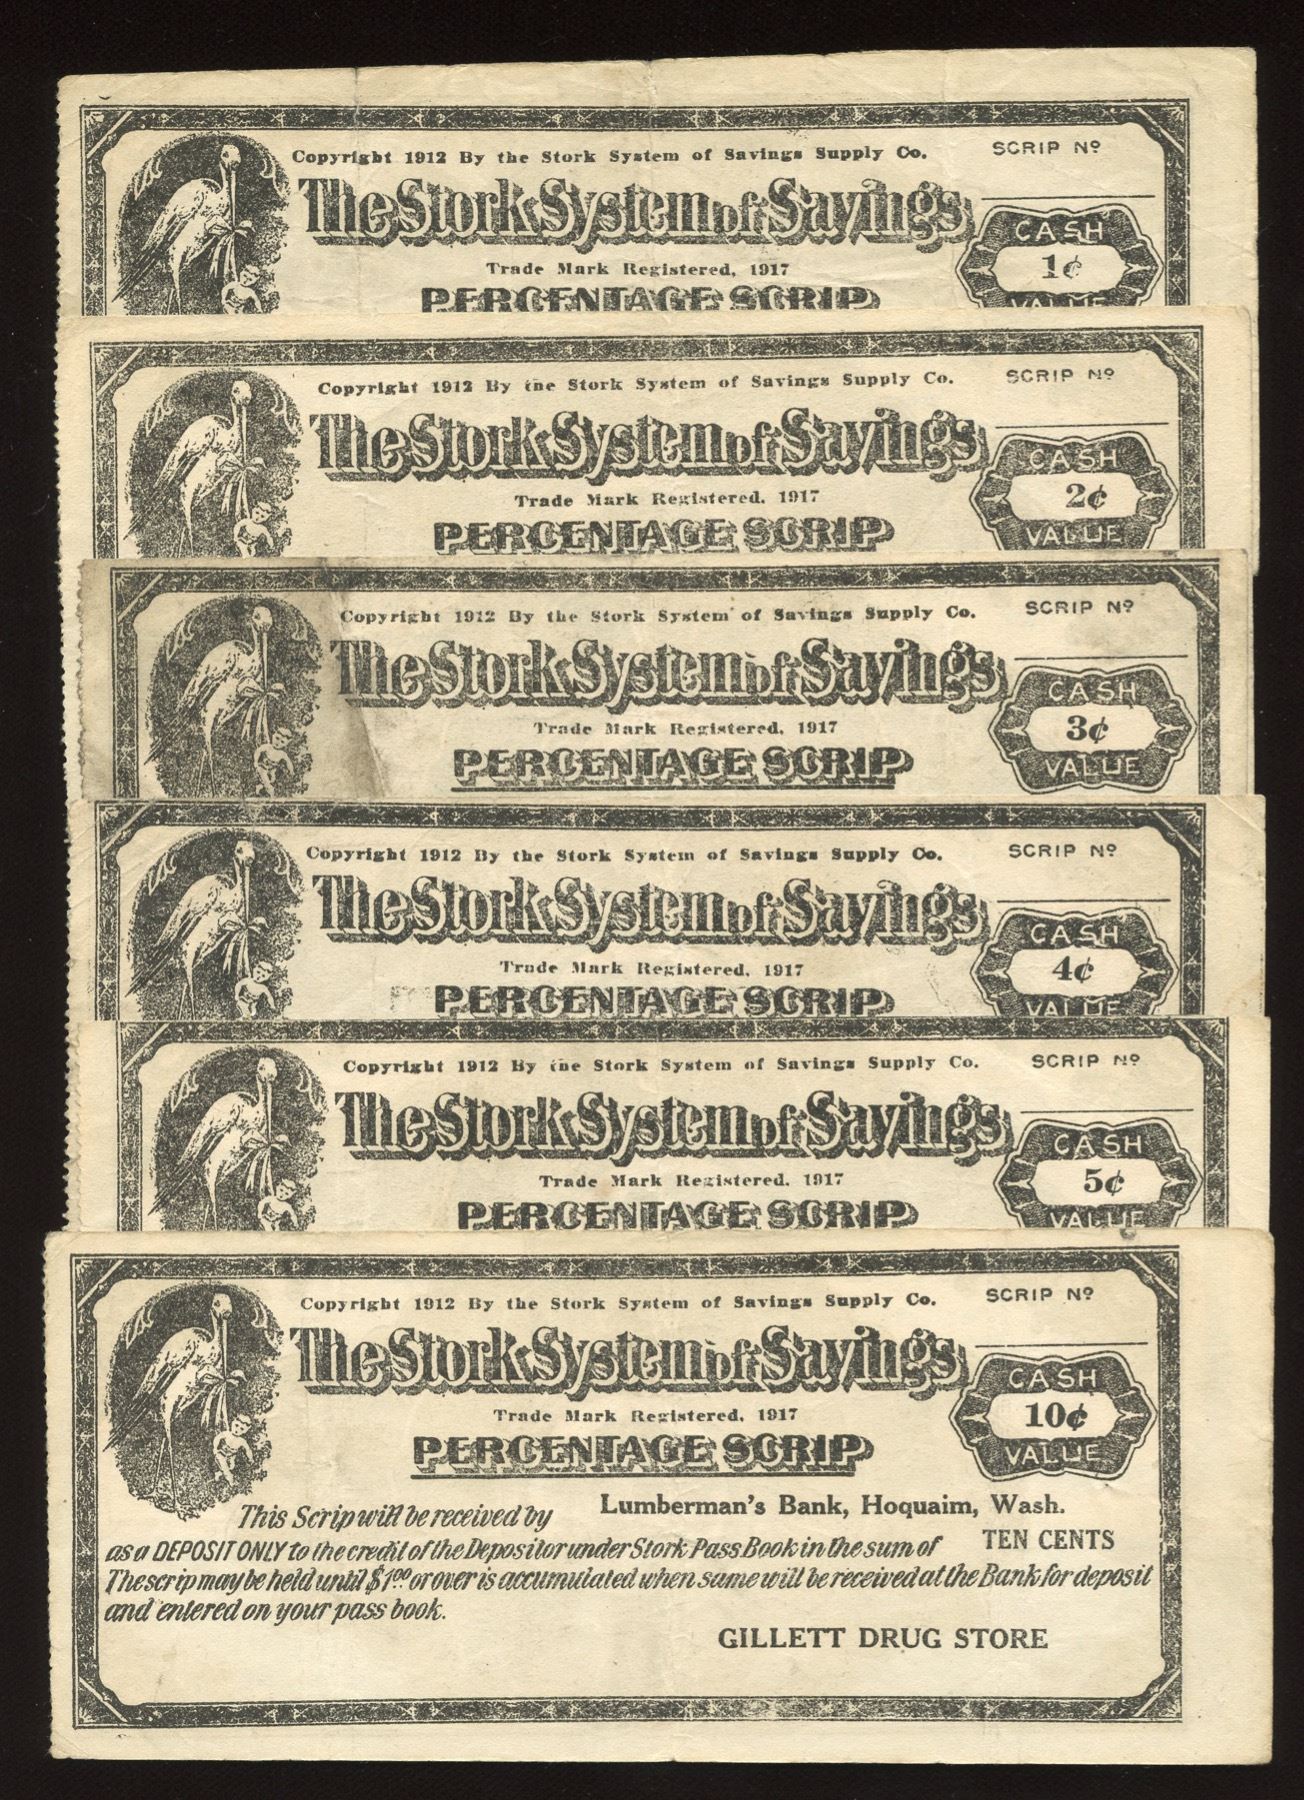 Copyright 1912 By the Stork System of Savings Supply Co.
SCRIP Nº
The Stork System of Savings
CASH
1¢
VALUE
Trade Mark Registered, 1917
PERCENTAGE SCRIP
Copyright 1912 By the Stork System of Savings Supply Co.
SCRIP Nº
The Stork System of Savings
CASH
2¢
VALUE
Trade Mark Registered. 1917
PERCENTAGE SCRIP
Copyright 1912 By the Stork System of Savings Supply Co.
SCRIP Nº
The Stork System of Savings
CASH
3¢
VALUE
Trade Mark Registered, 1917
PERCENTAGE SCRIP
Copyright 1912 By the Stork System of Savings Supply Co.
SCRIP Nº
The Stork System of Savings
CASH
4¢
VALUE
Trade Mark Registered, 1917
PERCENTAGE SCRIP
Copyright 1912 By the Stork System of Savings Supply Co.
SCRIP Nº
The Stork System of Savings
CASH
5¢
VALUE
Trade Mark Registered. 1917
PERCENTAGE SCRIP
Copyright 1912 By the Stork System of Savings Supply Co.
SCRIP Nº
The Stork System of Savings
CASH
10¢
VALUE
Trade Mark Registered, 1917
PERCENTAGE SCRIP
This Scrip will be received by Lumberman's Bank, Hoquaim, Wash.
as a DEPOSIT ONLY to the credit of the Depositor under Stork Pass Book in the sum of TEN CENTS
The scrip may be held until $1.00 or over is accumulated when same will be received at the Bank for deposit
and entered on your pass book.
GILLETT DRUG STORE